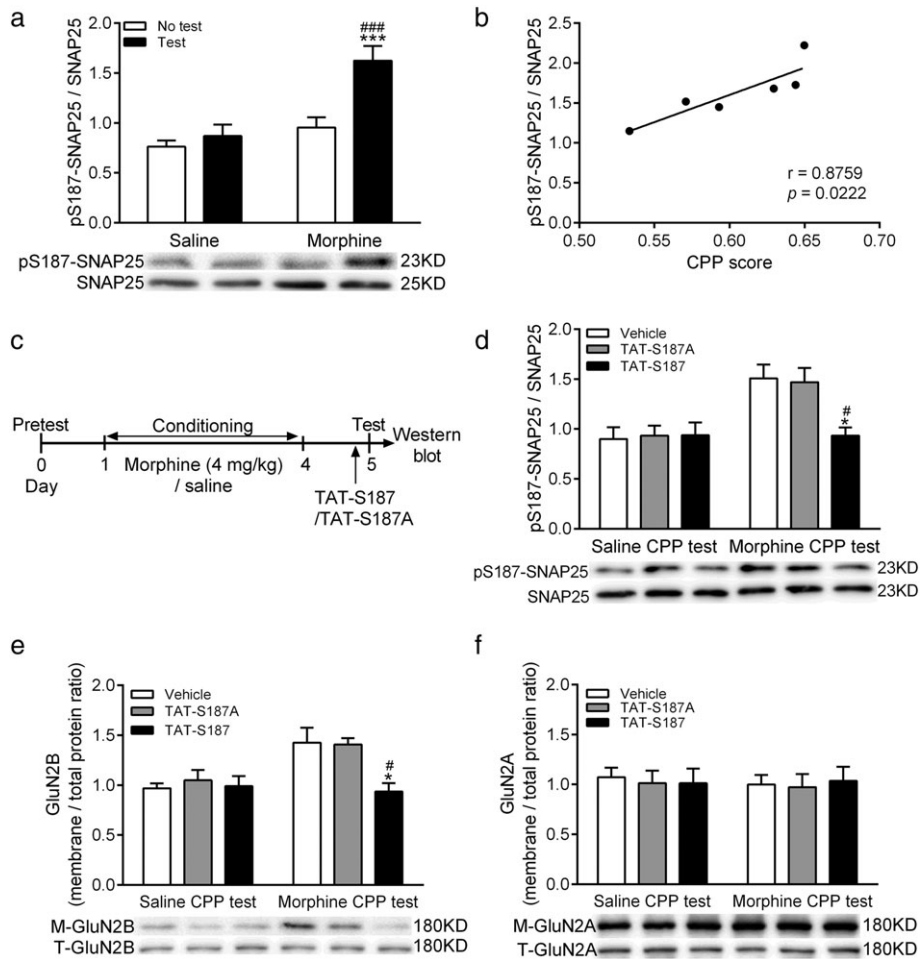 a
pS187-SNAP25 / SNAP25
2.0
1.5
1.0
0.5
0.0
No test
Test
###
***
Saline Morphine
pS187-SNAP25 23KD
SNAP25 25KD
b
pS187-SNAP25 / SNAP25
2.5
2.0
1.5
1.0
0.5
0.0
r = 0.8759
p = 0.0222
0.50 0.55 0.60 0.65 0.70
CPP score
c
Pretest Conditioning Test
Western
blot
0 1 4 5
Morphine (4 mg/kg)
/ saline
Day
TAT-S187
/TAT-S187A
d
pS187-SNAP25 / SNAP25
2.0
1.5
1.0
0.5
0.0
Vehicle
TAT-S187A
TAT-S187
#
*
Saline CPP test Morphine CPP test
pS187-SNAP25 23KD
SNAP25 23KD
e
GluN2B
(membrane / total protein ratio)
2.0
1.5
1.0
0.5
0.0
Vehicle
TAT-S187A
TAT-S187
#
*
Saline CPP test Morphine CPP test
M-GluN2B 180KD
T-GluN2B 180KD
f
GluN2A
(membrane / total protein ratio)
2.0
1.5
1.0
0.5
0.0
Vehicle
TAT-S187A
TAT-S187
Saline CPP test Morphine CPP test
M-GluN2A 180KD
T-GluN2A 180KD